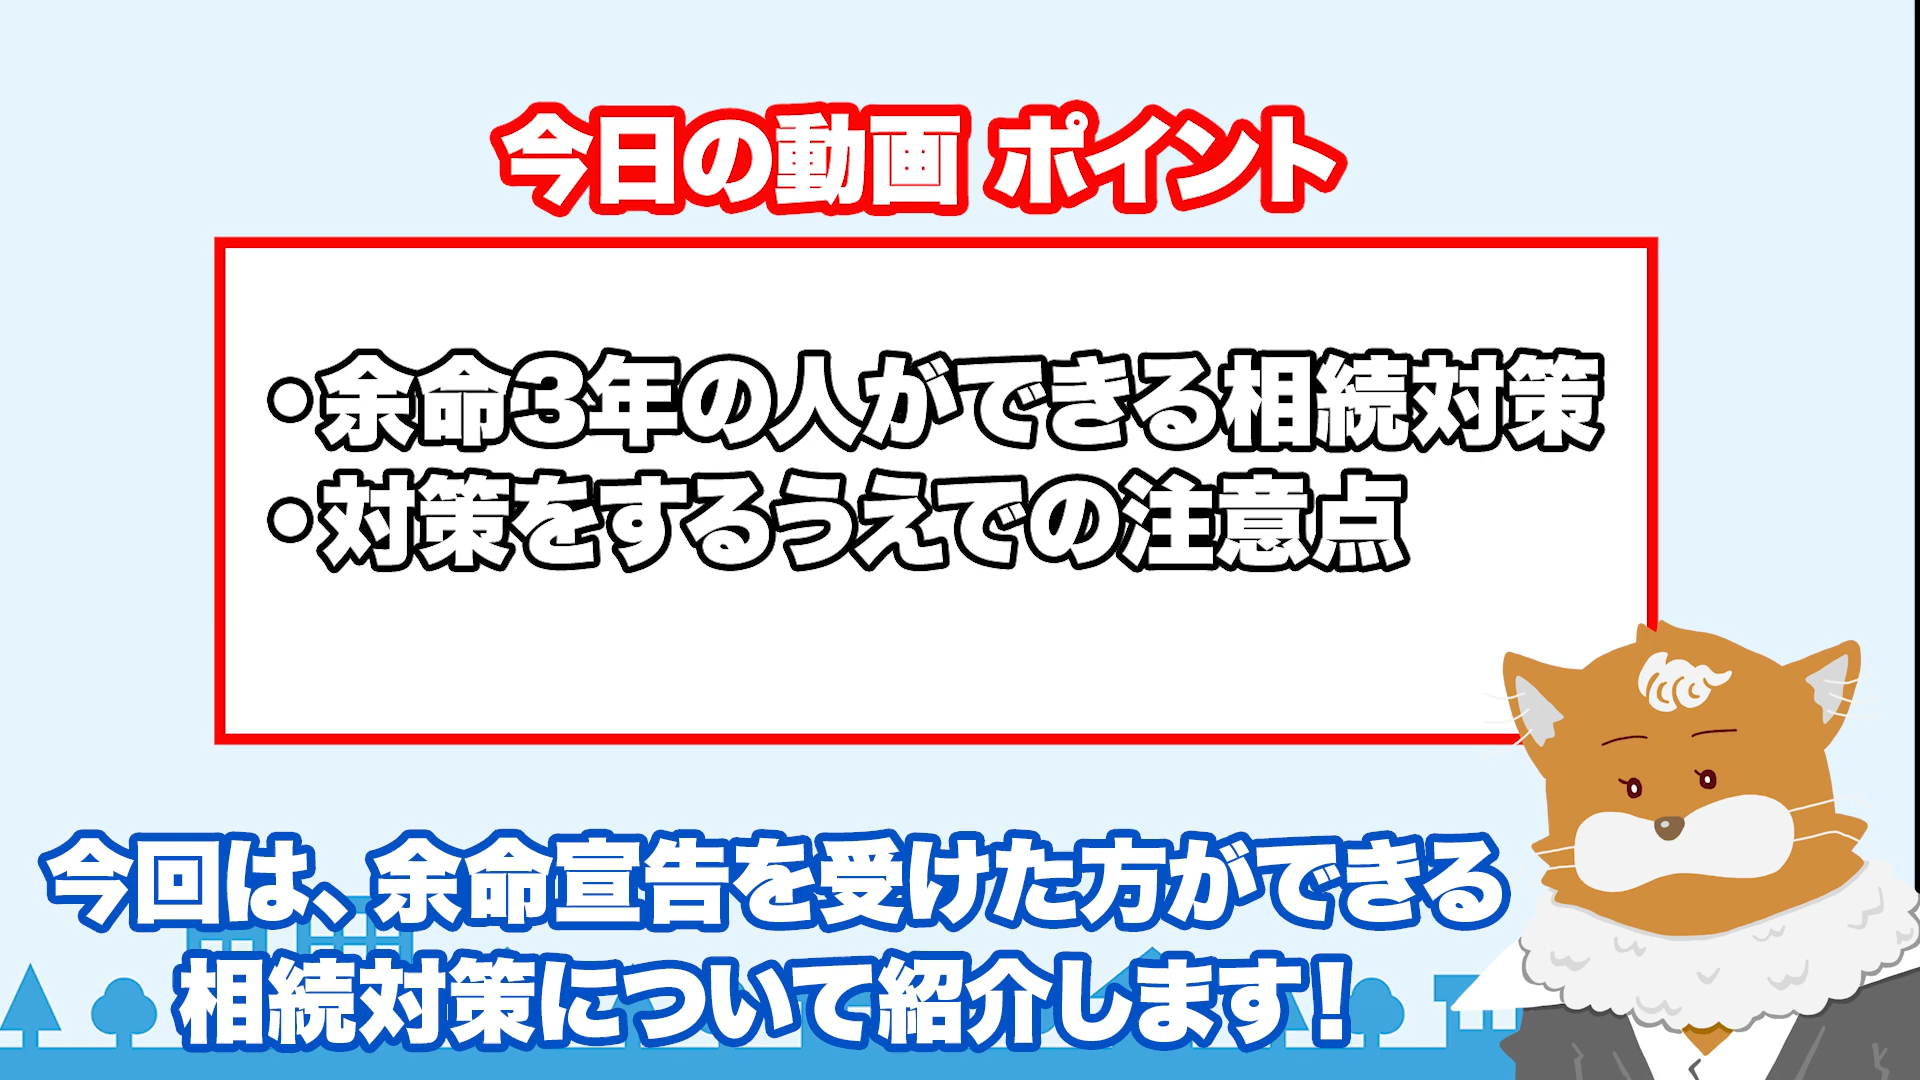 今日の動画 ポイント
・余命3年の人ができる相続対策
・対策をするうえでの注意点
今回は、余命宣告を受けた方ができる
相続対策について紹介します!